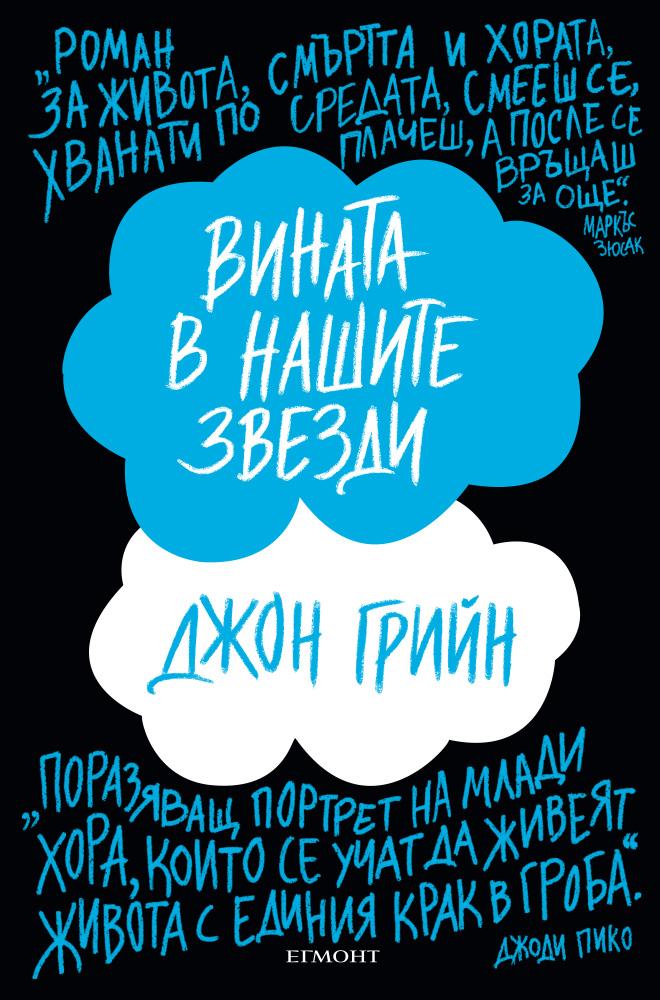 „РОМАН
ЗА ЖИВОТА, СМЪРТТА И ХОРАТА,
ХВАНАТИ ПО СРЕДАТА, СМЕЕШ СЕ,
ПЛАЧЕШ, А ПОСЛЕ СЕ
ВРЪЩАШ
ЗА ОЩЕ“.
МАРКЪС
ЗЮСАК
ВИНАТА
В НАШИТЕ
ЗВЕЗДИ
ДЖОН ГРИЙН
„ПОРАЗЯВАЩ ПОРТРЕТ НА МЛАДИ
ХОРА, КОИТО СЕ УЧАТ ДА ЖИВЕЯТ
ЖИВОТА С ЕДИНИЯ КРАК В ГРОБА“.
ДЖОДИ ПИКО
ЕГМОНТ